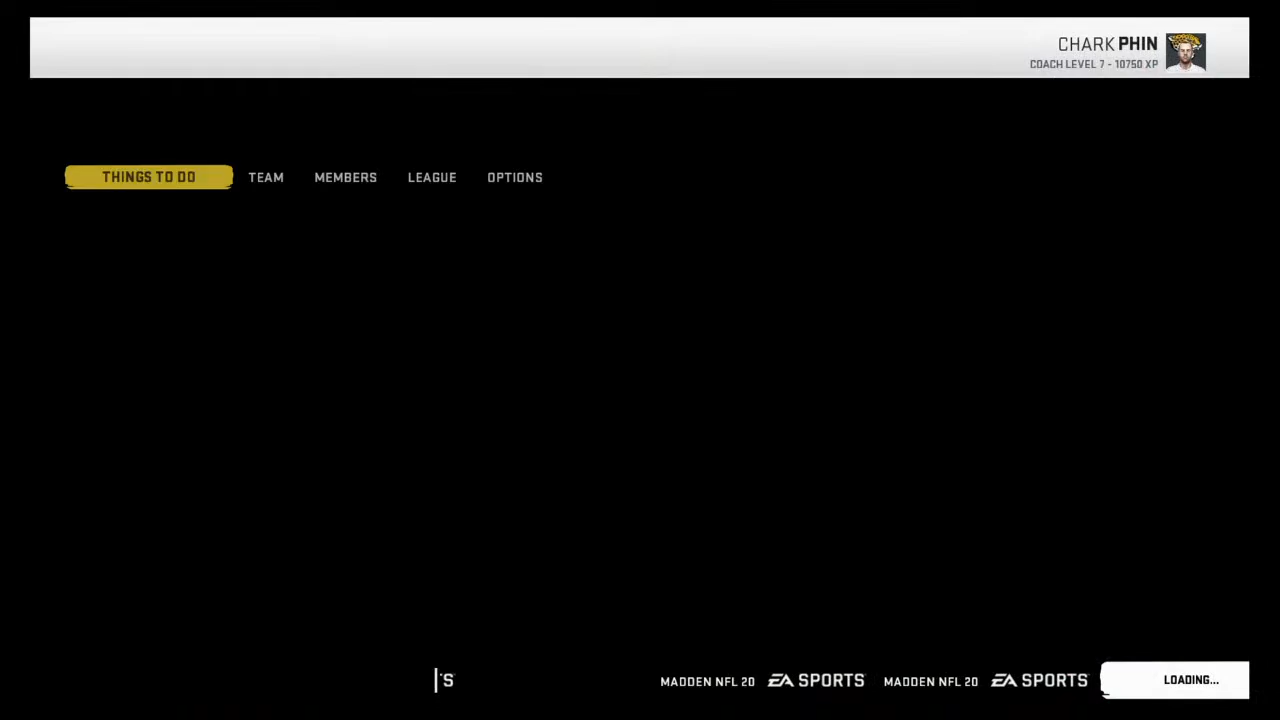 CHARK PHIN
COACH LEVEL 7 - 10750 XP
THINGS TO DO TEAM MEMBERS LEAGUE OPTIONS
'S MADDEN NFL 20 EA SPORTS MADDEN NFL 20 EA SPORTS LOADING...